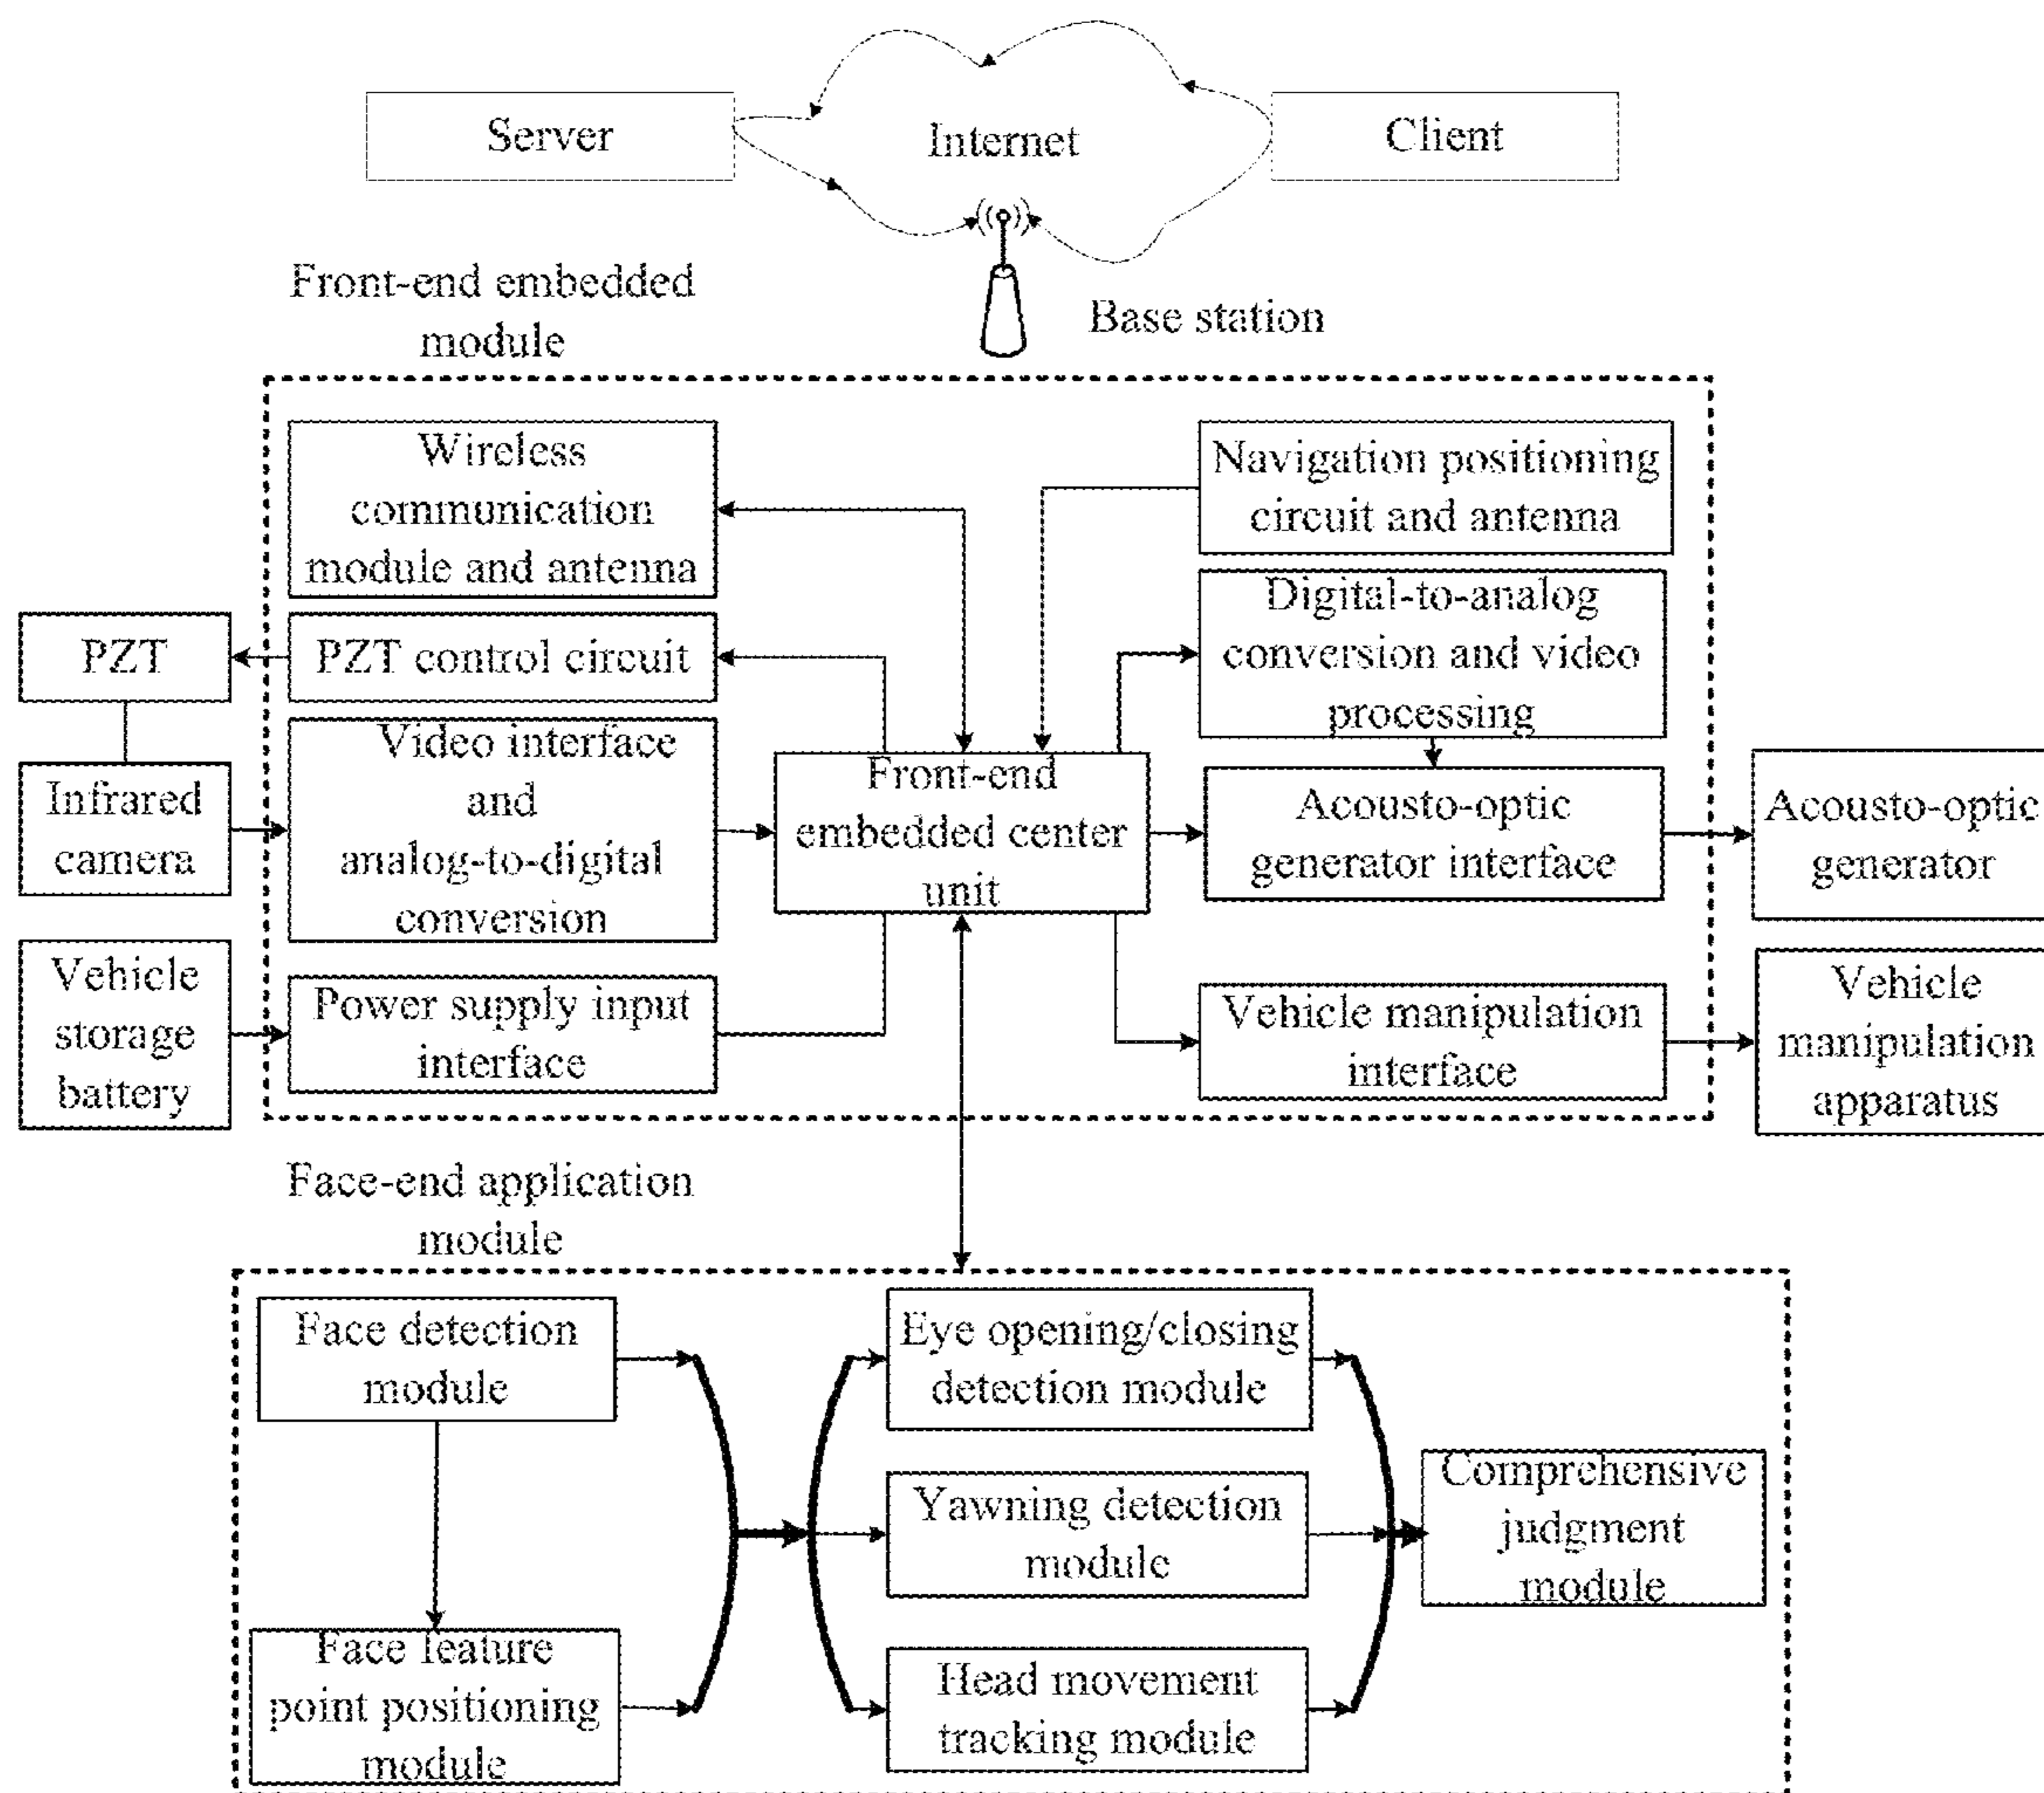 Server
Internet
Client
Front-end embedded
module
Base station
Wireless
communication
module and antenna
Navigation positioning
circuit and antenna
PZT
PZT control circuit
Digital-to-analog
conversion and video
processing
Infrared
camera
Video interface
and
analog-to-digital
conversion
Front-end
embedded center
unit
Acousto-optic
generator interface
Acousto-optic
generator
Vehicle
storage
battery
Power supply input
interface
Vehicle manipulation
interface
Vehicle
manipulation
apparatus
Face-end application
module
Face detection
module
Eye opening/closing
detection module
Yawning detection
module
Comprehensive
judgment
module
Face feature
point positioning
module
Head movement
tracking module